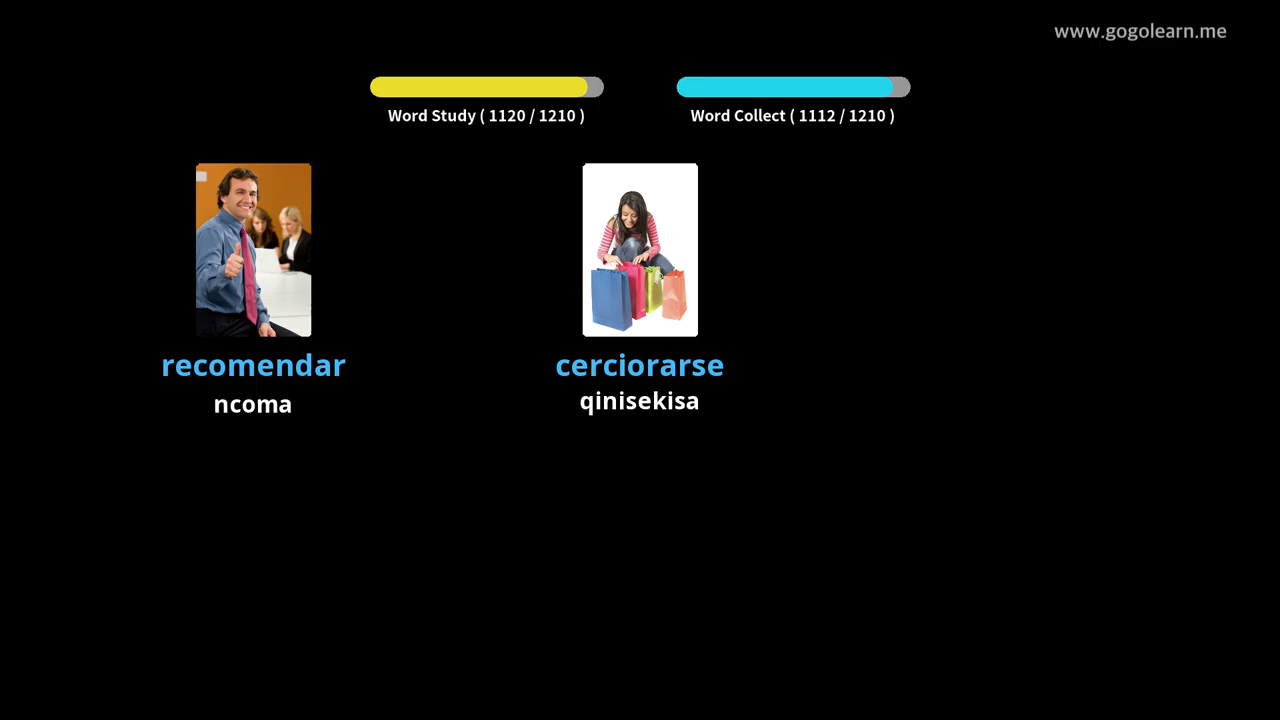 www.gogolearn.me
Word Study ( 1120 / 1210 )
Word Collect ( 1112 / 1210 )
recomendar
cerciorarse
ncoma
qinisekisa